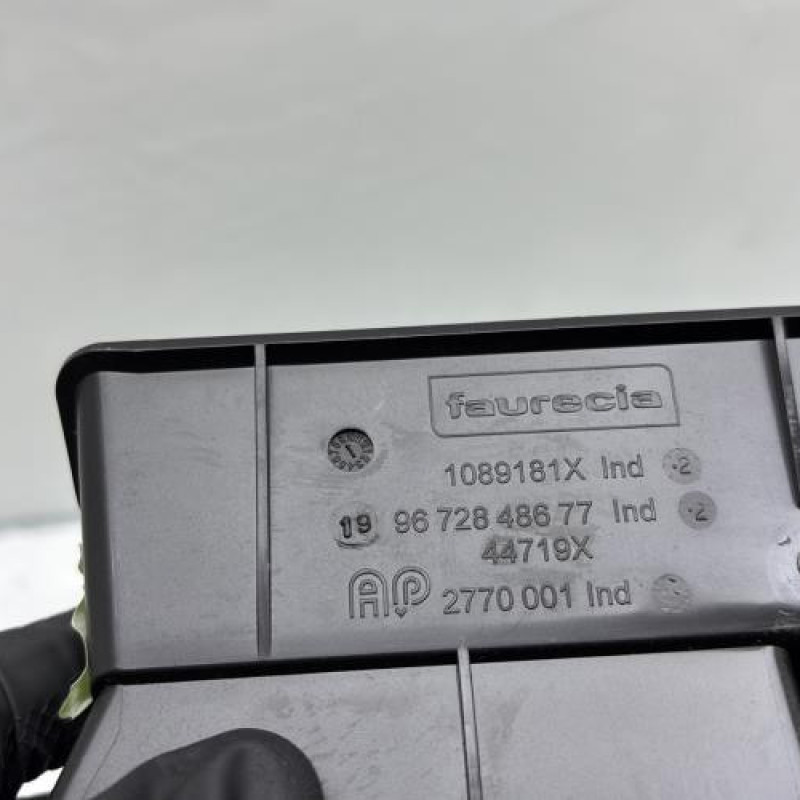 faurecia
1089181X Ind .2
19 96 728 486 77 Ind .2
44719X
AP 2770 001 Ind